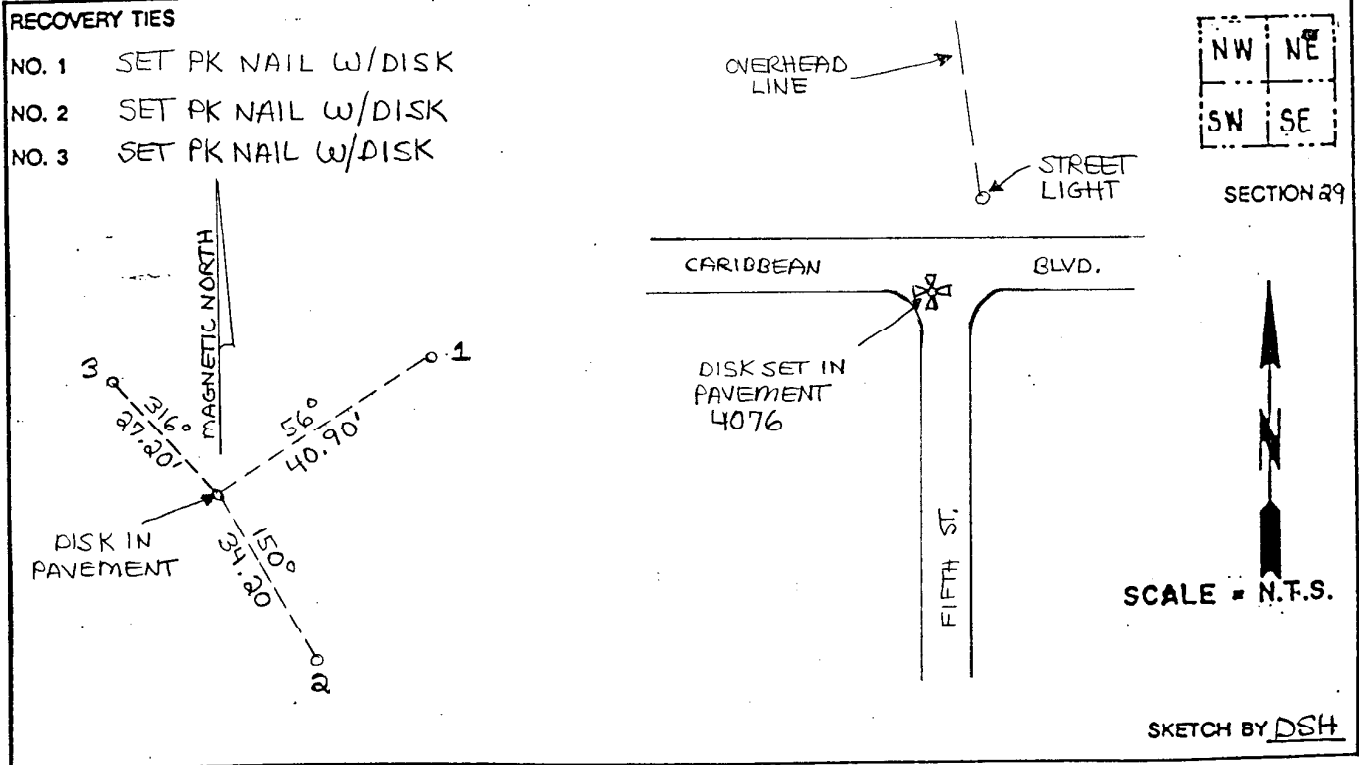 RECOVERY TIES
NO. 1 SET PK NAIL W/DISK
NO. 2 SET PK NAIL W/DISK
NO. 3 SET PK NAIL W/DISK
MAGNETIC NORTH
3
316°
27.20'
1
56°
40.90'
DISK IN
PAVEMENT
150°
34.20
2
OVERHEAD
LINE
STREET
LIGHT
CARIBBEAN BLVD.
DISK SET IN
PAVEMENT
4076
FIFTH ST.
NW NE
SW SE
SECTION 29
N
SCALE = N.T.S.
SKETCH BY DSH